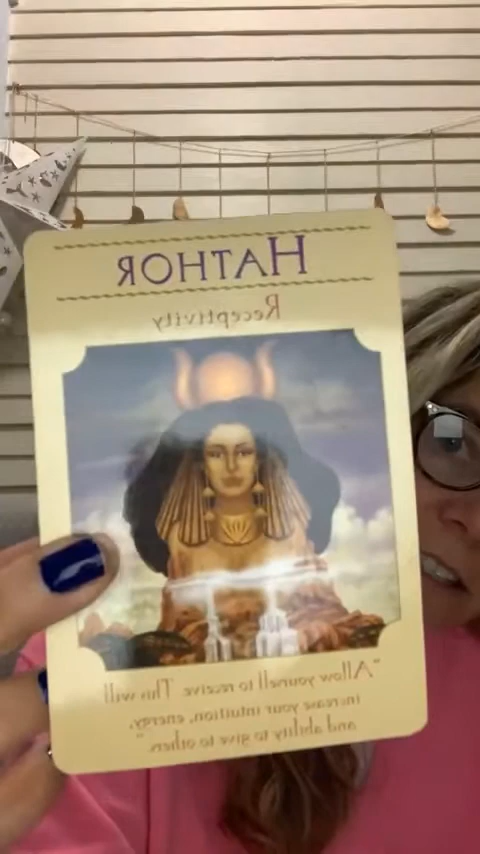 HATHOR
Receptivity
"Allow yourself to receive. This will
increase your intuition, energy,
and ability to give to others."